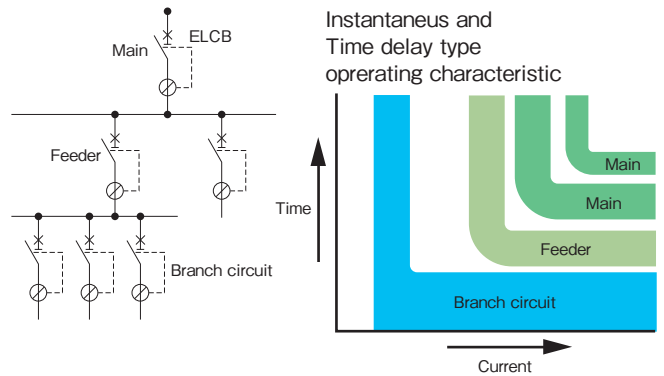 ELCB
Main
Feeder
Branch circuit
Instantaneus and
Time delay type
oprerating characteristic
Time
Main
Main
Feeder
Branch circuit
Current